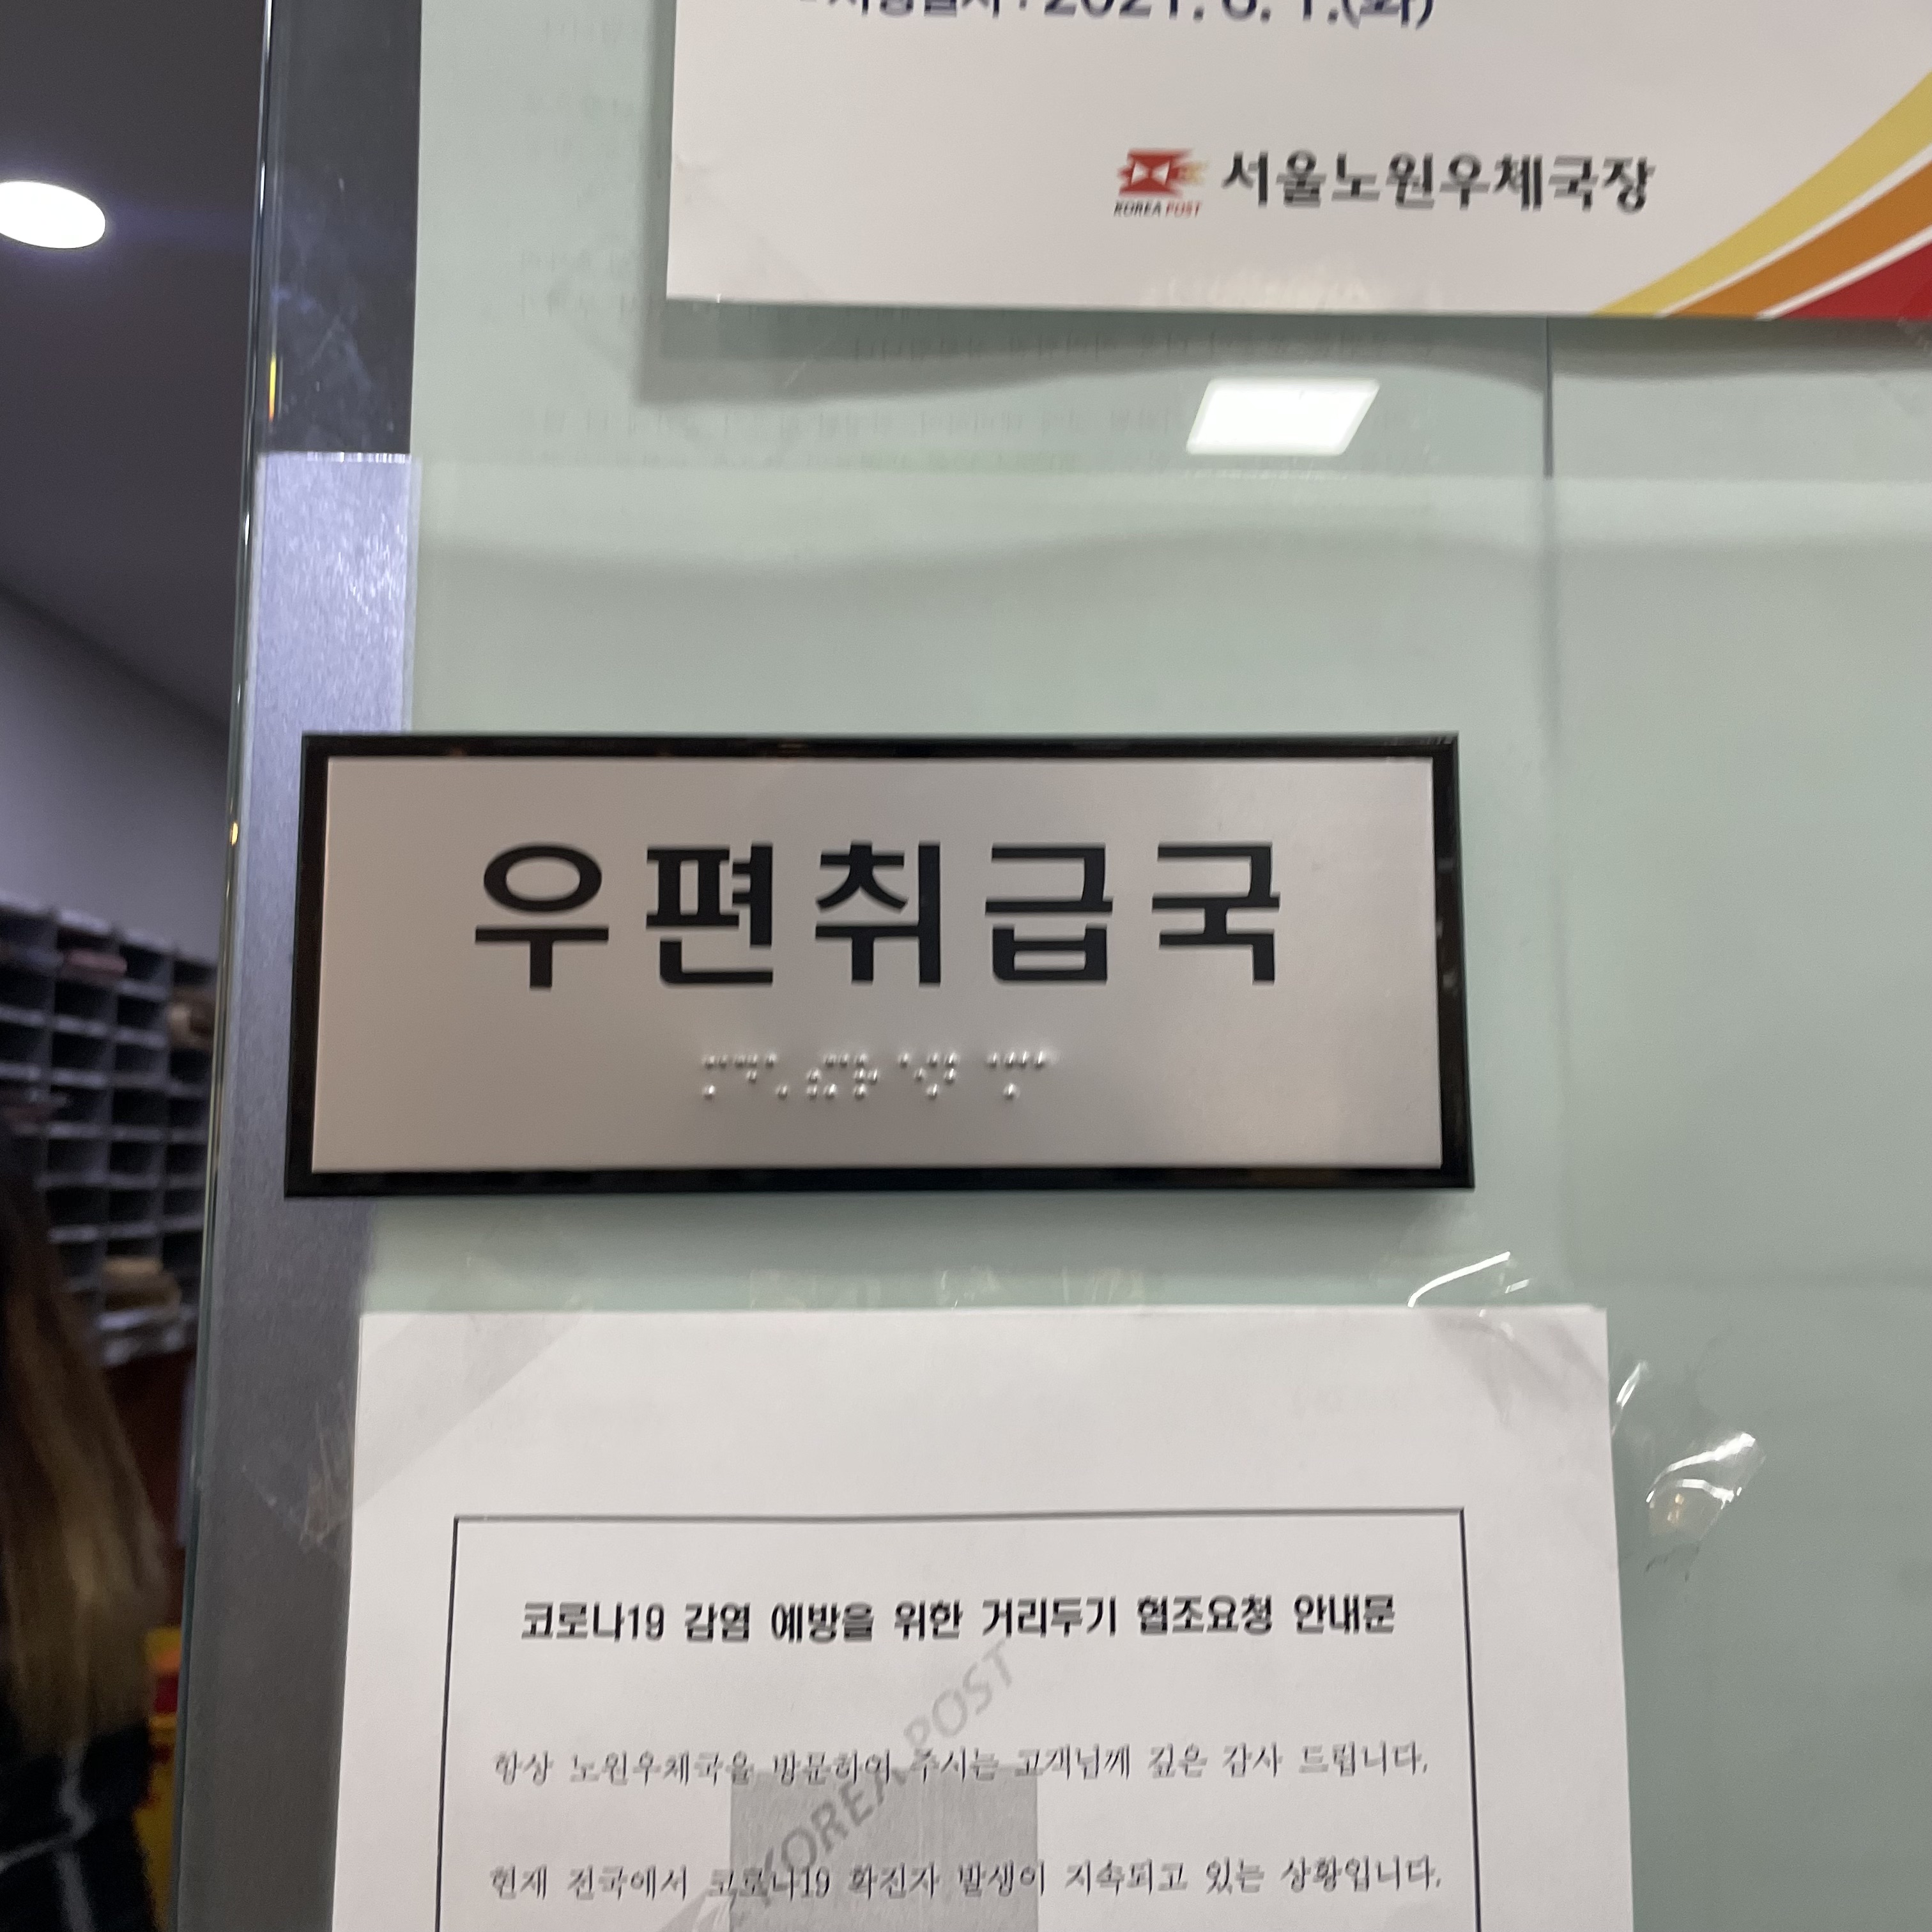 2021. 6. 1.(화)
KOREA POST 서울노원우체국장
우편취급국
코로나19 감염 예방을 위한 거리두기 협조요청 안내문
항상 노원우체국을 방문하여 주시는 고객님께 깊은 감사 드립니다.
KOREA POST
현재 전국에서 코로나19 확진자 발생이 지속되고 있는 상황입니다.